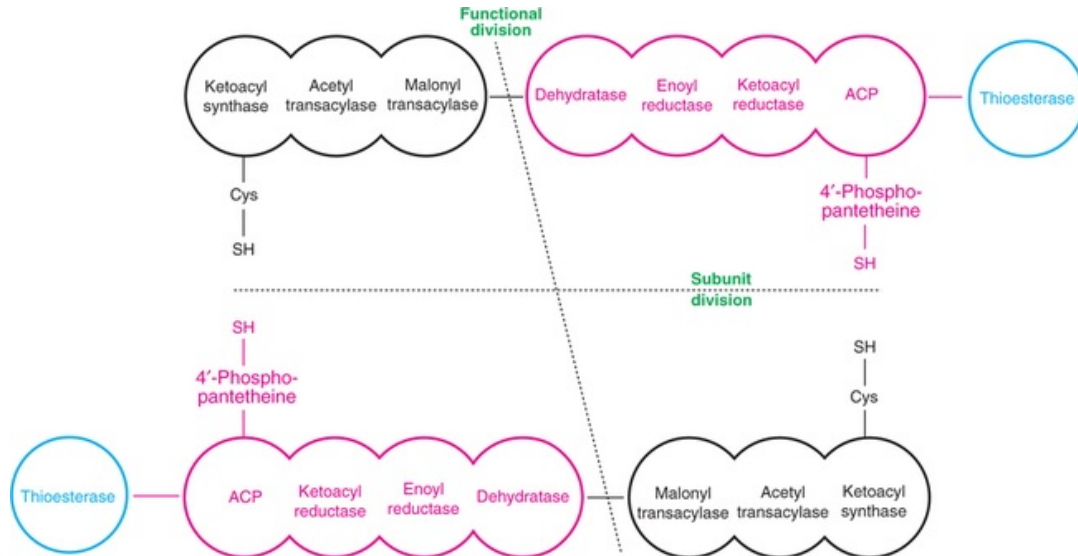 Functional
division
Ketoacyl
synthase
Acetyl
transacylase
Malonyl
transacylase
Dehydratase
Enoyl
reductase
Ketoacyl
reductase
ACP
Thioesterase
Cys
SH
4′-Phospho-
pantetheine
SH
Subunit
division
SH
4′-Phospho-
pantetheine
SH
Cys
Thioesterase
ACP
Ketoacyl
reductase
Enoyl
reductase
Dehydratase
Malonyl
transacylase
Acetyl
transacylase
Ketoacyl
synthase